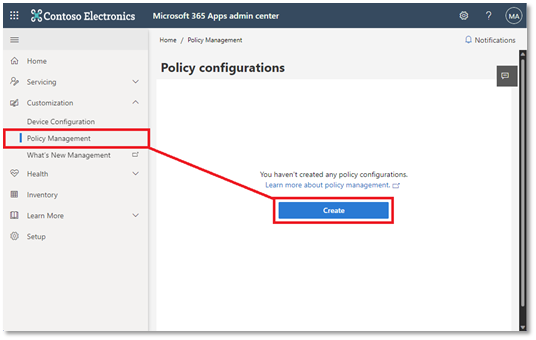 Contoso Electronics Microsoft 365 Apps admin center ? MA
Home / Policy Management Notifications
Home
Policy configurations
Servicing
Customization
Device Configuration
Policy Management
What's New Management
Health
Inventory
Learn More
Setup
You haven't created any policy configurations.
Learn more about policy management.
Create